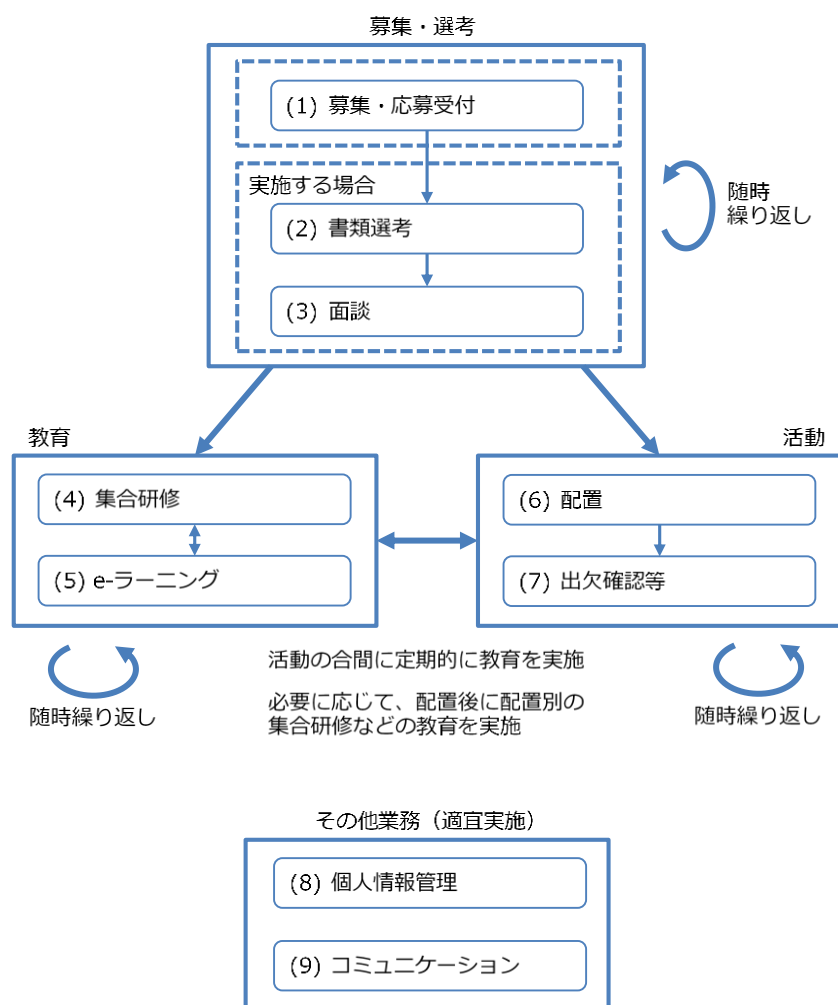 募集・選考
(1) 募集・応募受付
実施する場合
(2) 書類選考
(3) 面談
随時
繰り返し
教育
(4) 集合研修
(5) e-ラーニング
随時繰り返し
活動
(6) 配置
(7) 出欠確認等
随時繰り返し
活動の合間に定期的に教育を実施
必要に応じて、配置後に配置別の
集合研修などの教育を実施
その他業務（適宜実施）
(8) 個人情報管理
(9) コミュニケーション